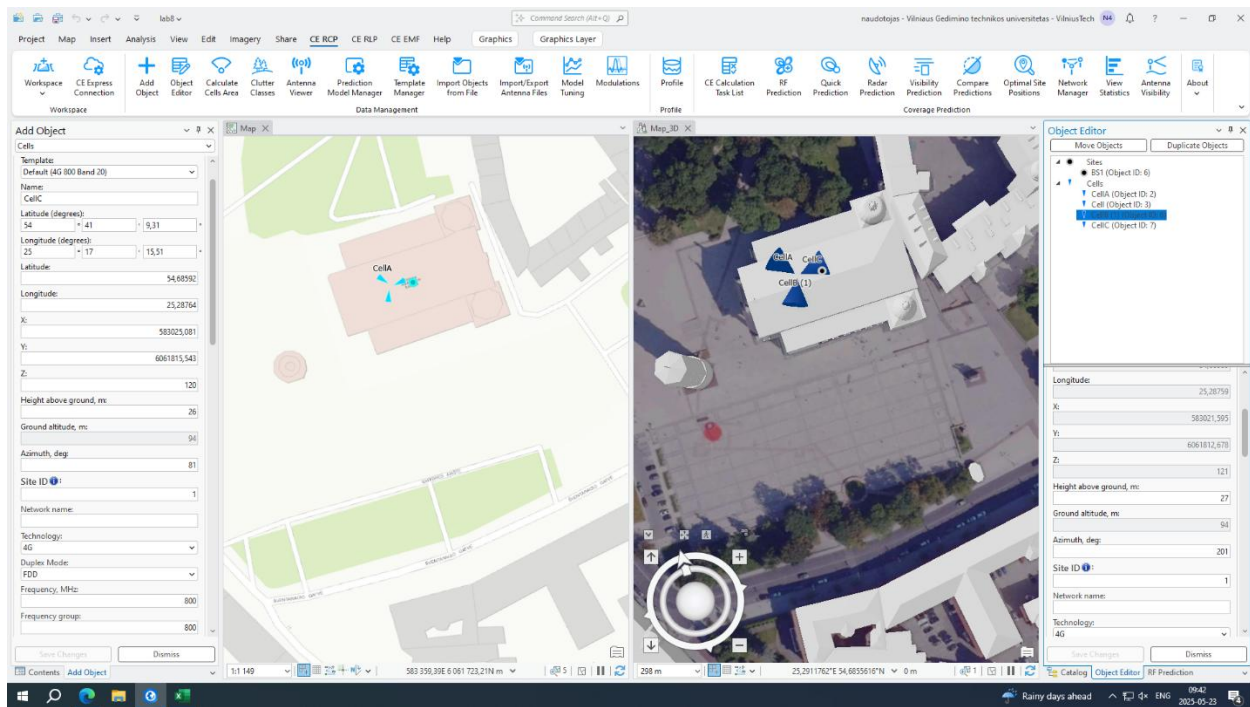 lab8
Command Search (Alt+Q)
naudotojas - Vilniaus Gedimino technikos universitetas - VilniusTech
N4
?
Project Map Insert Analysis View Edit Imagery Share CE RCP CE RLP CE EMF Help Graphics Graphics Layer
Workspace
CE Express Connection
Add Object
Object Editor
Calculate Cells Area
Clutter Classes
Antenna Viewer
Prediction Model Manager
Template Manager
Import Objects from File
Import/Export Antenna Files
Model Tuning
Modulations
Profile
CE Calculation Task List
RF Prediction
Quick Prediction
Radar Prediction
Visibility Prediction
Compare Predictions
Optimal Site Positions
Network Manager
View Statistics
Antenna Visibility
About
Workspace
Data Management
Profile
Coverage Prediction
Add Object
Cells
Template:
Default (4G 800 Band 20)
Name:
CellC
Latitude (degrees):
54 ° 41 ' 9,31 "
Longitude (degrees):
25 ° 17 ' 15,51 "
Latitude:
54,68592
Longitude:
25,28764
X:
583025,081
Y:
6061815,543
Z:
120
Height above ground, m:
26
Ground altitude, m:
94
Azimuth, deg:
81
Site ID
1
Network name:
Technology:
4G
Duplex Mode:
FDD
Frequency, MHz:
800
Frequency group:
800
Save Changes
Dismiss
Contents Add Object
Map
CellA
1:1 149
583 359,39E 6 061 723,21N m
5
Map_3D
CellA
CellC
CellB (1)
298 m
25,2911762°E 54,6855616°N
0 m
1
Object Editor
Move Objects
Duplicate Objects
Sites
BS1 (Object ID: 6)
Cells
CellA (Object ID: 2)
Cell (Object ID: 3)
CellC (Object ID: 7)
Longitude:
25,28759
X:
583021,595
Y:
6061812,678
Z:
121
Height above ground, m:
27
Ground altitude, m:
94
Azimuth, deg:
201
Site ID
1
Network name:
Technology:
4G
Save Changes
Dismiss
Catalog Object Editor RF Prediction
Rainy days ahead
ENG
09:42
2025-05-23